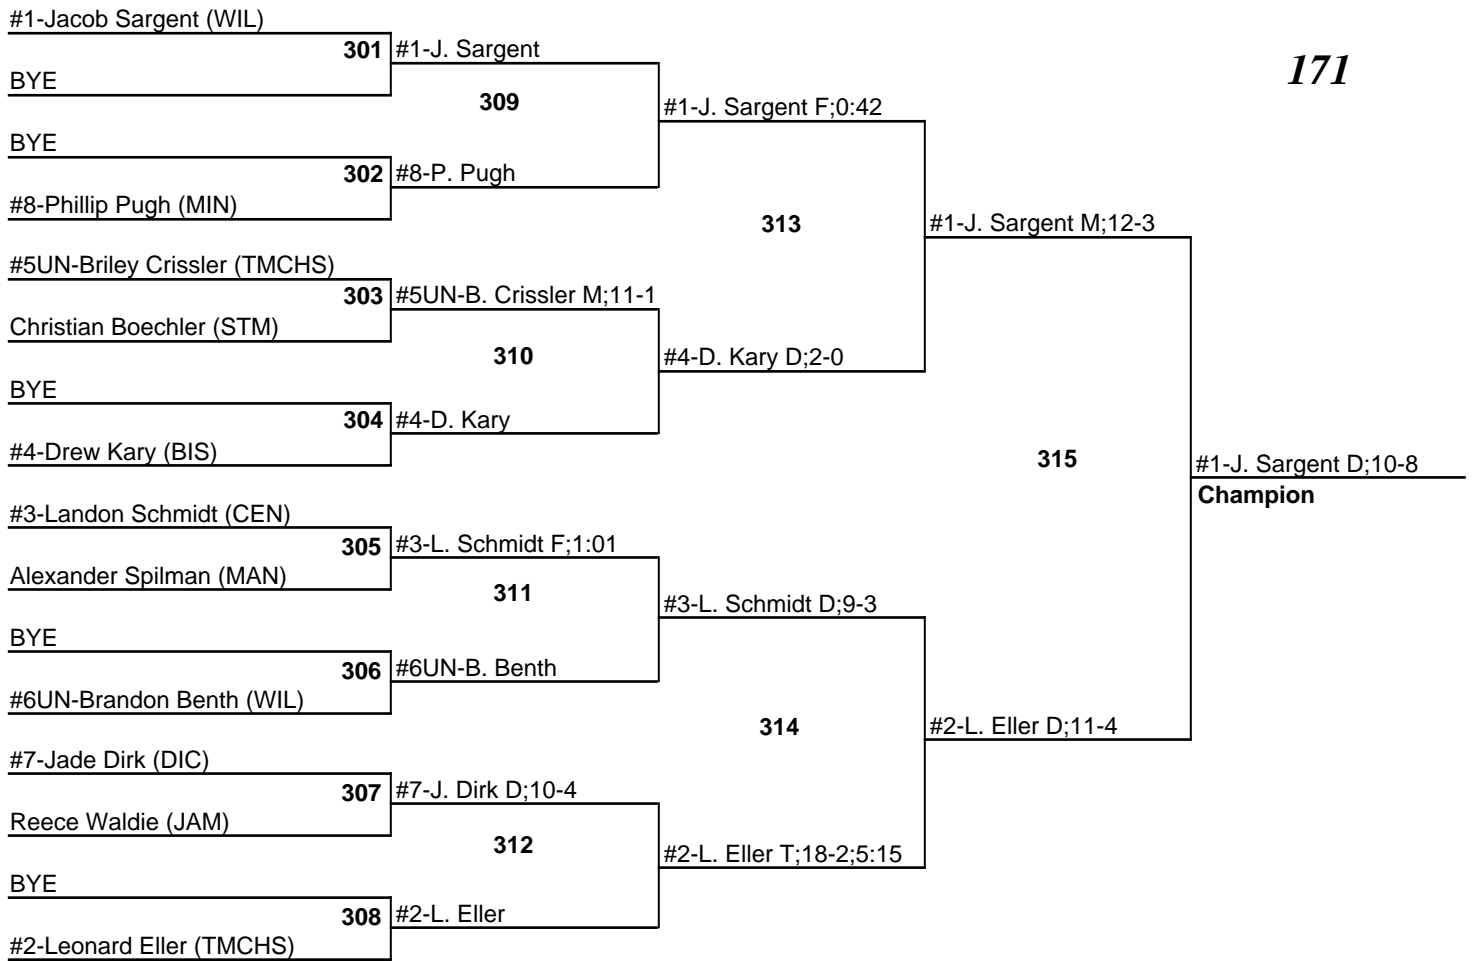 #1-Jacob Sargent (WIL)
301 #1-J. Sargent
171
BYE
309
#1-J. Sargent F;0:42
BYE
302 #8-P. Pugh
#8-Phillip Pugh (MIN)
313
#1-J. Sargent M;12-3
#5UN-Briley Crissler (TMCHS)
303 #5UN-B. Crissler M;11-1
Christian Boechler (STM)
310
#4-D. Kary D;2-0
BYE
304 #4-D. Kary
#4-Drew Kary (BIS)
315
#1-J. Sargent D;10-8
Champion
#3-Landon Schmidt (CEN)
305 #3-L. Schmidt F;1:01
Alexander Spilman (MAN)
311
#3-L. Schmidt D;9-3
BYE
306 #6UN-B. Benth
#6UN-Brandon Benth (WIL)
314
#2-L. Eller D;11-4
#7-Jade Dirk (DIC)
307 #7-J. Dirk D;10-4
Reece Waldie (JAM)
312
#2-L. Eller T;18-2;5:15
BYE
308 #2-L. Eller
#2-Leonard Eller (TMCHS)